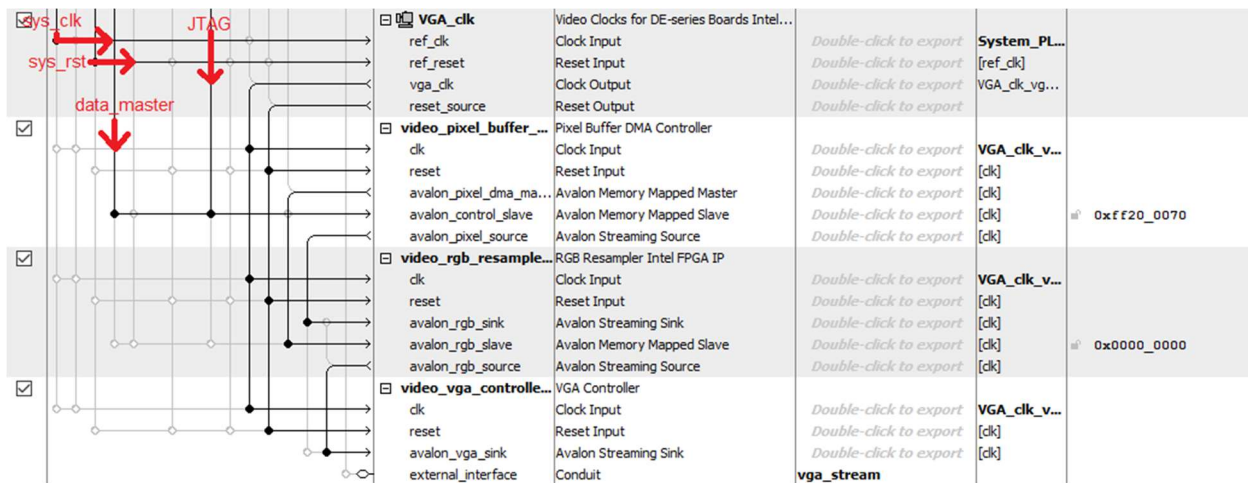 sys_clk JTAG VGA_clk Video Clocks for DE-series Boards Intel...
ref_clk Clock Input Double-click to export System_PL...
sys_rst ref_reset Reset Input Double-click to export [ref_clk]
vga_clk Clock Output Double-click to export VGA_clk_vg...
data_master reset_source Reset Output Double-click to export
video_pixel_buffer_... Pixel Buffer DMA Controller
clk Clock Input Double-click to export VGA_clk_v...
reset Reset Input Double-click to export [clk]
avalon_pixel_dma_ma... Avalon Memory Mapped Master Double-click to export [clk]
avalon_control_slave Avalon Memory Mapped Slave Double-click to export [clk] 0xff20_0070
avalon_pixel_source Avalon Streaming Source Double-click to export [clk]
video_rgb_resample... RGB Resampler Intel FPGA IP
clk Clock Input Double-click to export VGA_clk_v...
reset Reset Input Double-click to export [clk]
avalon_rgb_sink Avalon Streaming Sink Double-click to export [clk]
avalon_rgb_slave Avalon Memory Mapped Slave Double-click to export [clk] 0x0000_0000
avalon_rgb_source Avalon Streaming Source Double-click to export [clk]
video_vga_controlle... VGA Controller
clk Clock Input Double-click to export VGA_clk_v...
reset Reset Input Double-click to export [clk]
avalon_vga_sink Avalon Streaming Sink Double-click to export [clk]
external_interface Conduit vga_stream